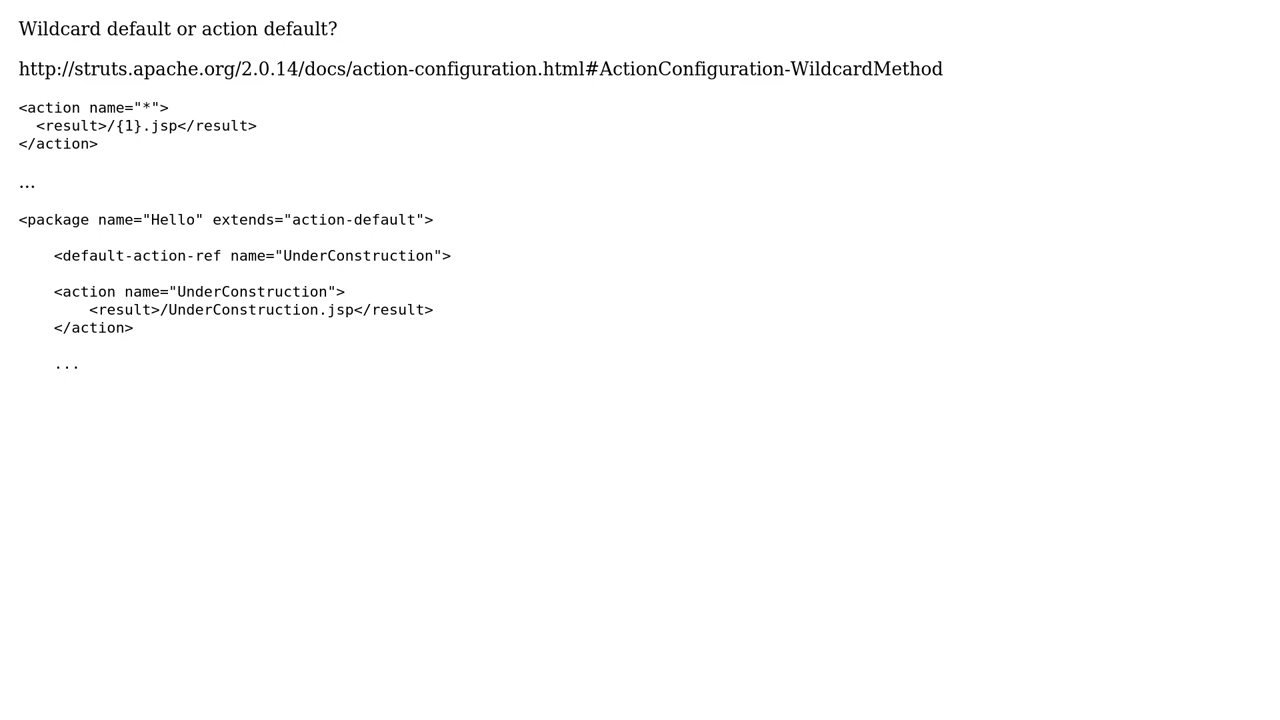 Wildcard default or action default?
http://struts.apache.org/2.0.14/docs/action-configuration.html#ActionConfiguration-WildcardMethod
<action name="*">
  <result>/{1}.jsp</result>
</action>
...
<package name="Hello" extends="action-default">
    <default-action-ref name="UnderConstruction">
    <action name="UnderConstruction">
        <result>/UnderConstruction.jsp</result>
    </action>
    ...